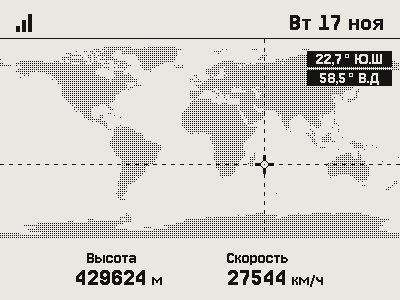 Вт 17 ноя
22,7° Ю.Ш
58,5° В.Д
Высота
429624 м
Скорость
27544 км/ч